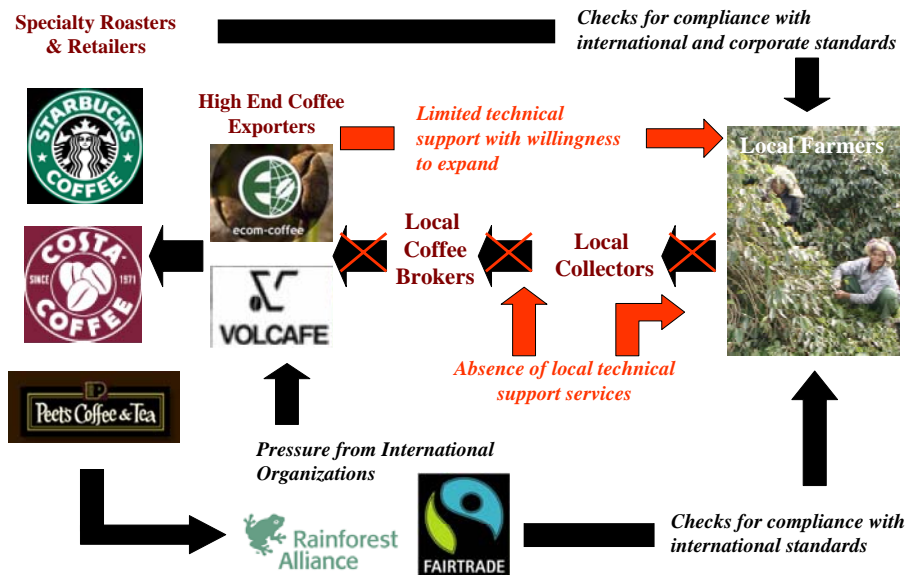 Specialty Roasters
& Retailers
Checks for compliance with
international and corporate standards
STARBUCKS
COFFEE
High End Coffee
Exporters
ecom-coffee
Limited technical
support with willingness
to expand
Local Farmers
COSTA
SINCE 1971
COFFEE
VOLCAFE
Local
Coffee
Brokers
Local
Collectors
Absence of local technical
support services
Peet's Coffee & Tea
Pressure from International
Organizations
Rainforest
Alliance
FAIRTRADE
Checks for compliance with
international standards